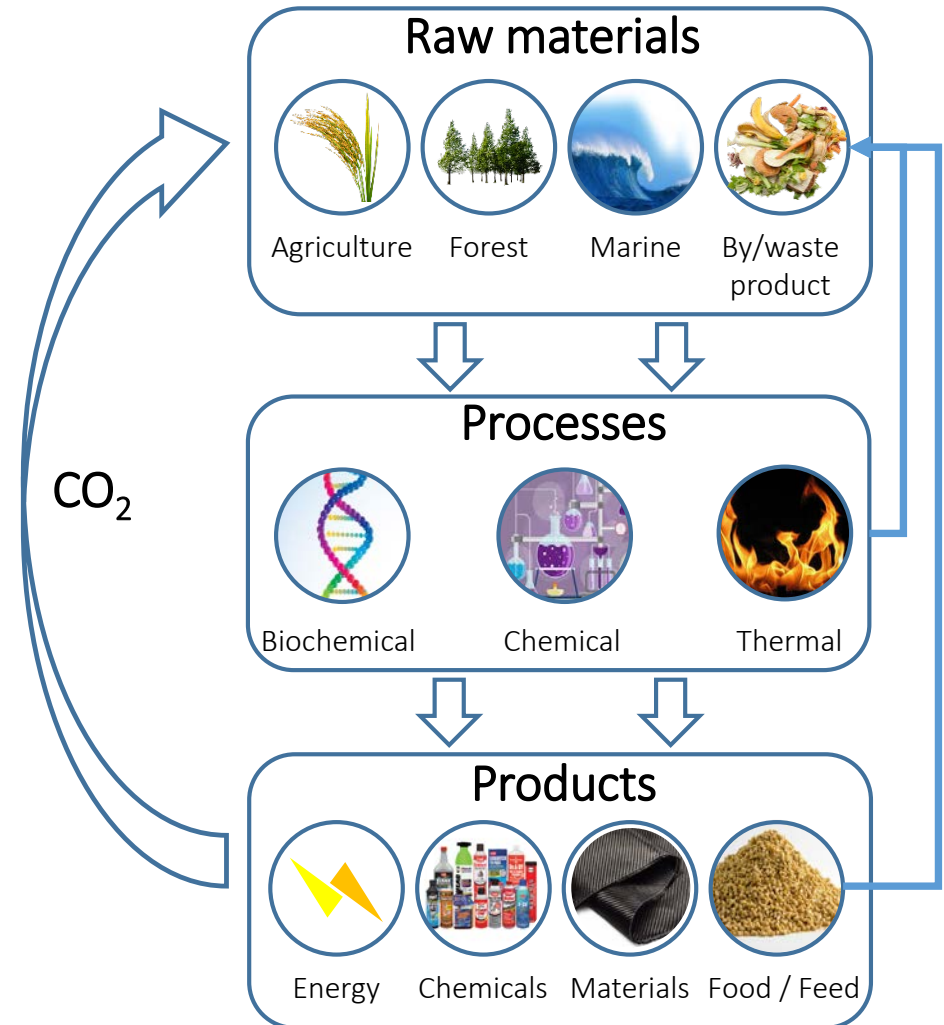 Raw materials
Agriculture
Forest
Marine
By/waste
product
CO₂
Processes
Biochemical
Chemical
Thermal
Products
Energy
Chemicals
Materials
Food / Feed